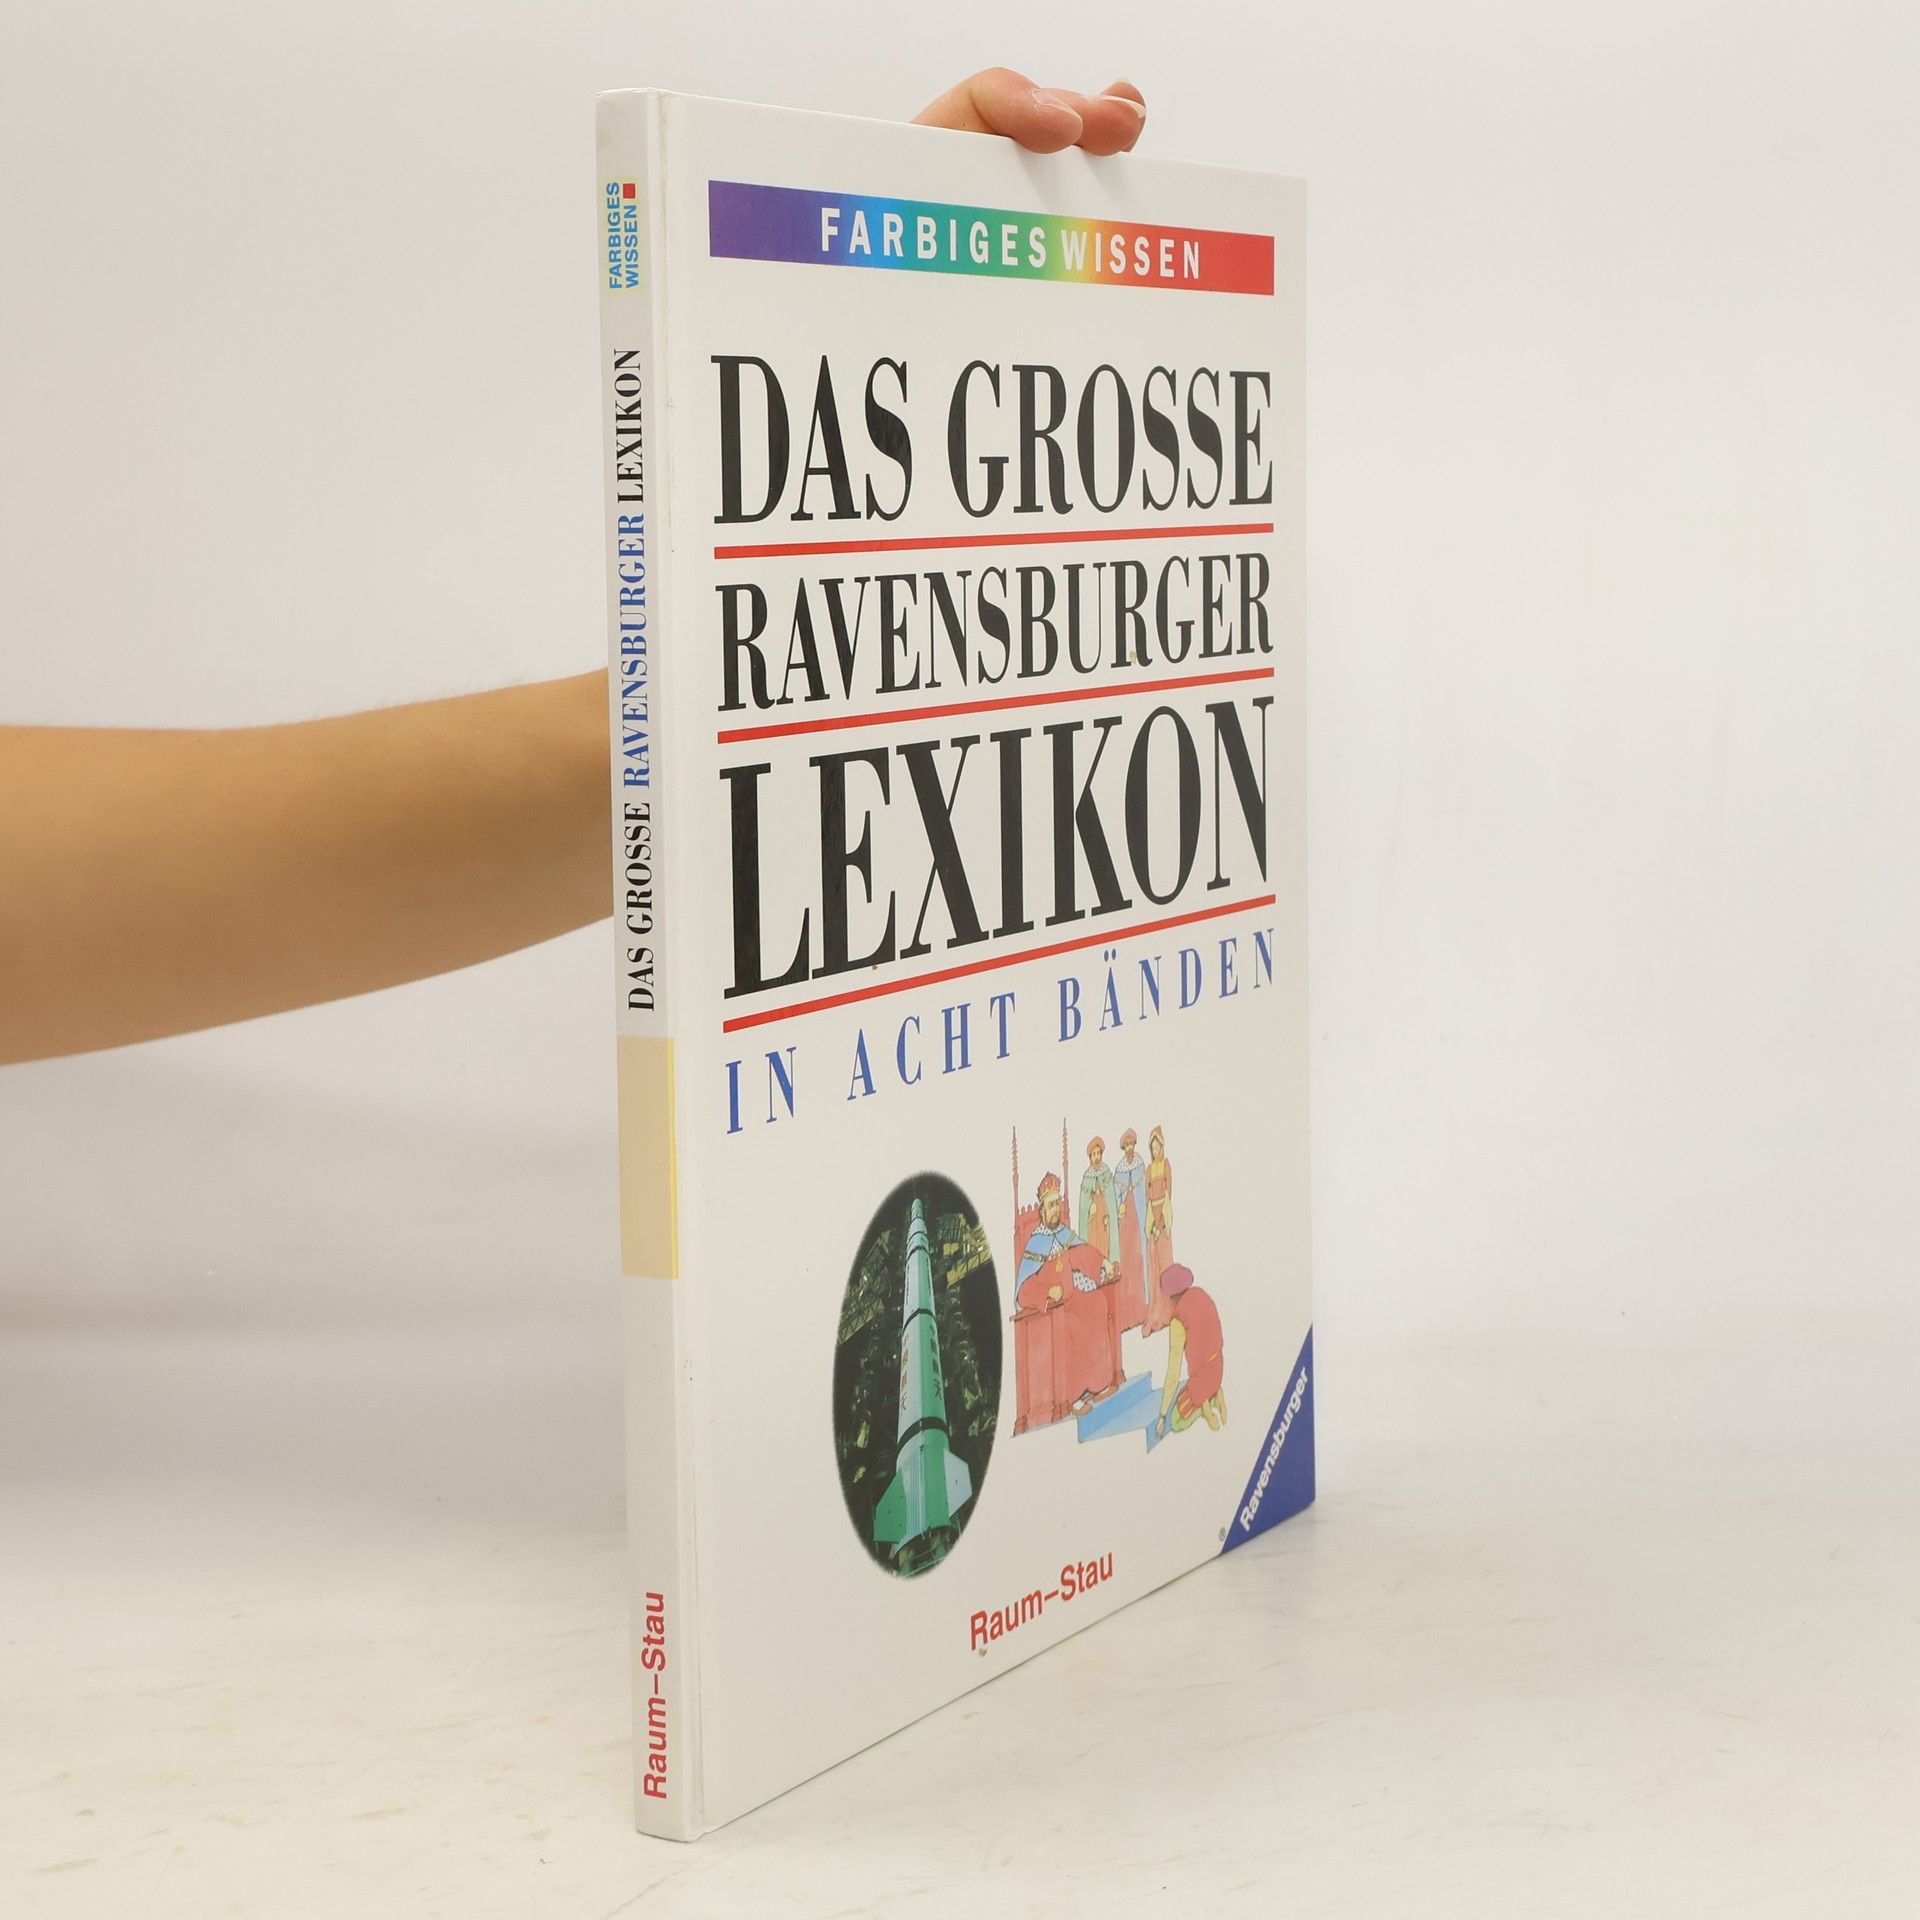 FARBIGES
WISSEN
DAS GROSSE RAVENSBURGER LEXIKON
Raum–Stau
FARBIGES WISSEN
DAS GROSSE
RAVENSBURGER
LEXIKON
IN ACHT BÄNDEN
Ravensburger
®
Raum–Stau